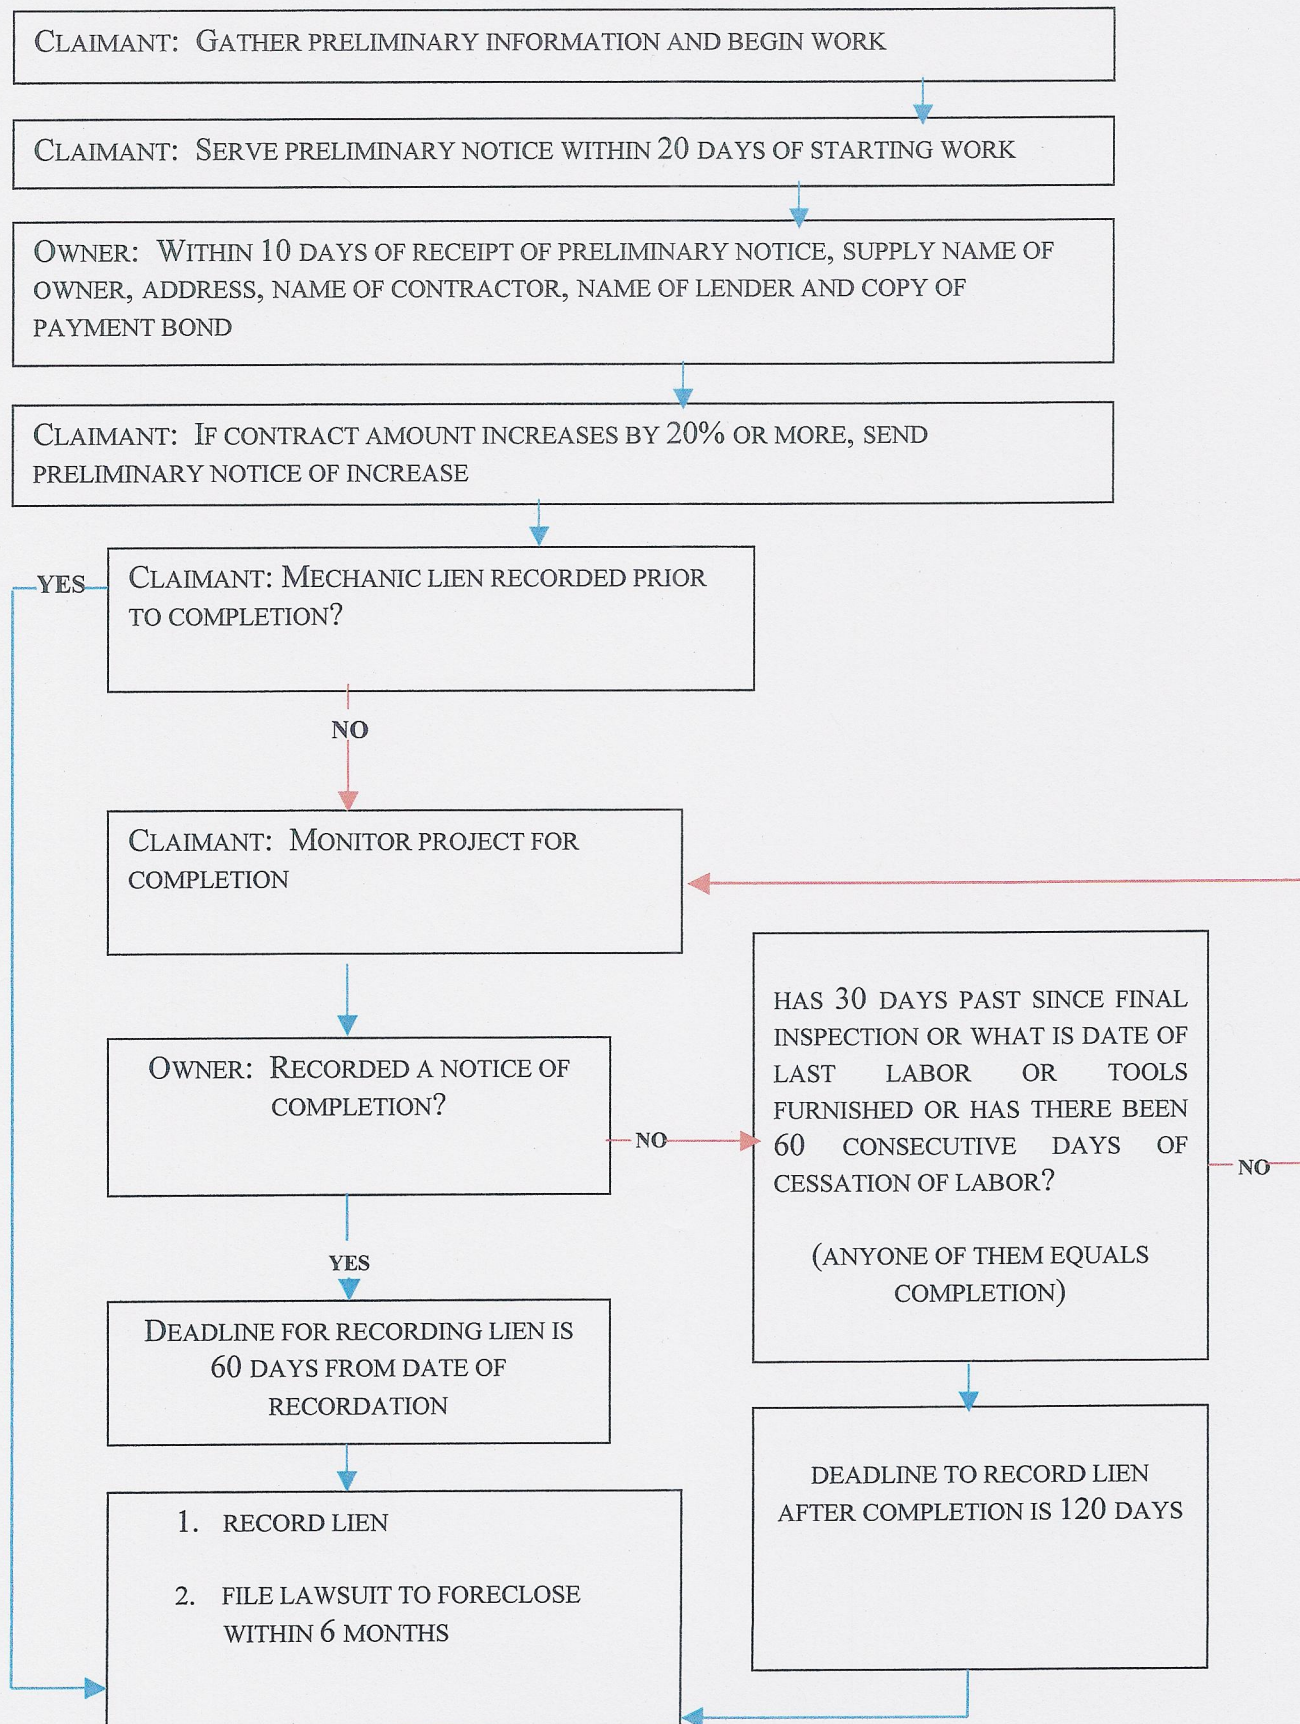 CLAIMANT: GATHER PRELIMINARY INFORMATION AND BEGIN WORK
CLAIMANT: SERVE PRELIMINARY NOTICE WITHIN 20 DAYS OF STARTING WORK
OWNER: WITHIN 10 DAYS OF RECEIPT OF PRELIMINARY NOTICE, SUPPLY NAME OF
OWNER, ADDRESS, NAME OF CONTRACTOR, NAME OF LENDER AND COPY OF
PAYMENT BOND
CLAIMANT: IF CONTRACT AMOUNT INCREASES BY 20% OR MORE, SEND
PRELIMINARY NOTICE OF INCREASE
YES
CLAIMANT: MECHANIC LIEN RECORDED PRIOR
TO COMPLETION?
NO
CLAIMANT: MONITOR PROJECT FOR
COMPLETION
OWNER: RECORDED A NOTICE OF
COMPLETION?
NO
HAS 30 DAYS PAST SINCE FINAL
INSPECTION OR WHAT IS DATE OF
LAST LABOR OR TOOLS
FURNISHED OR HAS THERE BEEN
60 CONSECUTIVE DAYS OF
CESSATION OF LABOR?
(ANYONE OF THEM EQUALS
COMPLETION)
NO
YES
DEADLINE FOR RECORDING LIEN IS
60 DAYS FROM DATE OF
RECORDATION
DEADLINE TO RECORD LIEN
AFTER COMPLETION IS 120 DAYS
1. RECORD LIEN
2. FILE LAWSUIT TO FORECLOSE
WITHIN 6 MONTHS